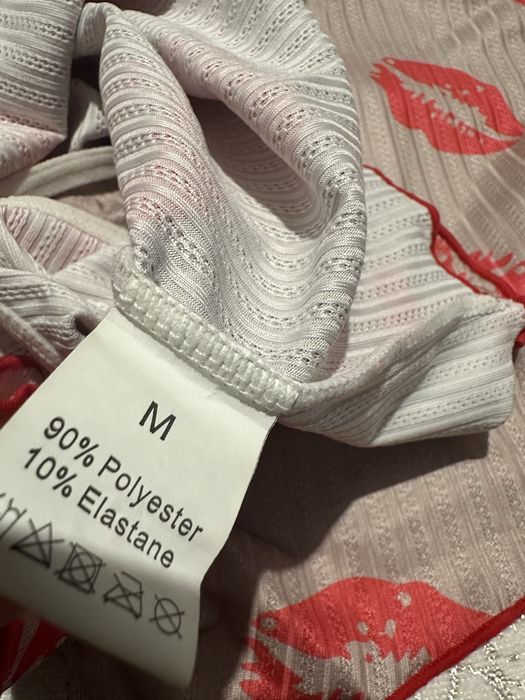 M
90% Polyester
10% Elastane